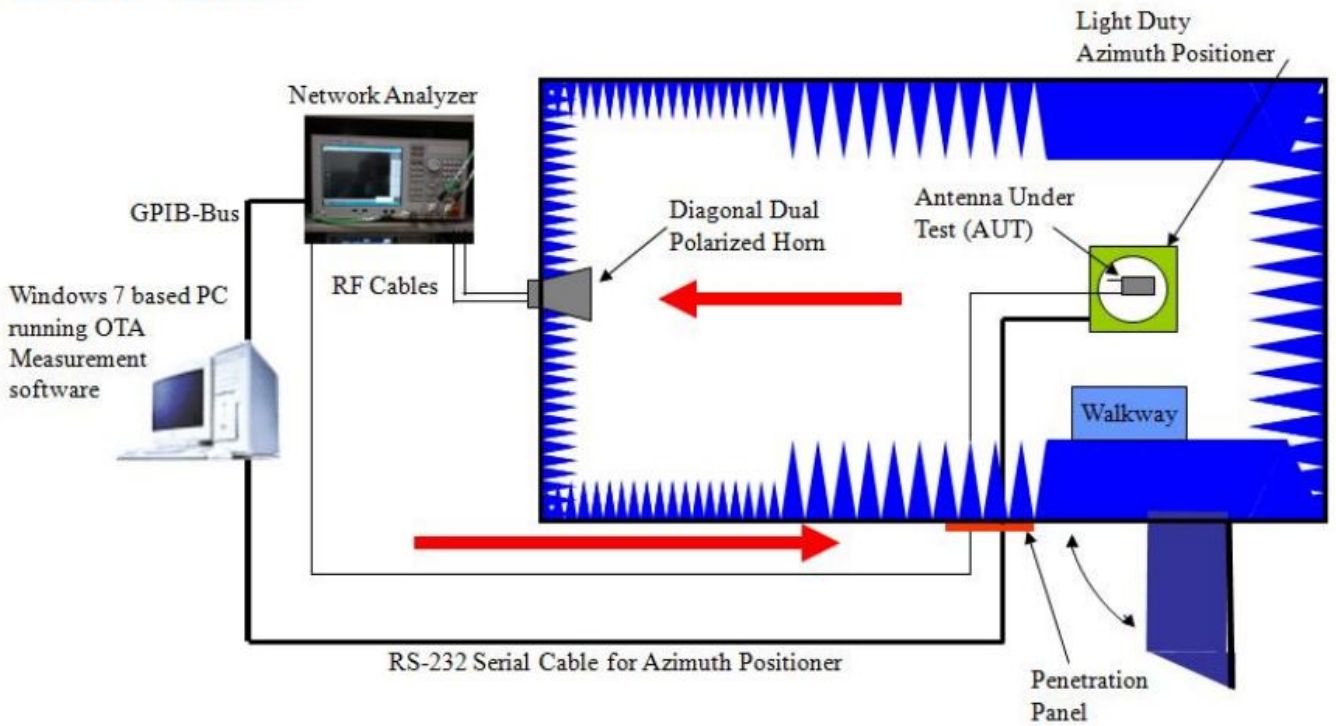 Light Duty
Azimuth Positioner
Network Analyzer
GPIB-Bus
Diagonal Dual
Polarized Horn
Antenna Under
Test (AUT)
RF Cables
Windows 7 based PC
running OTA
Measurement
software
Walkway
RS-232 Serial Cable for Azimuth Positioner
Penetration
Panel